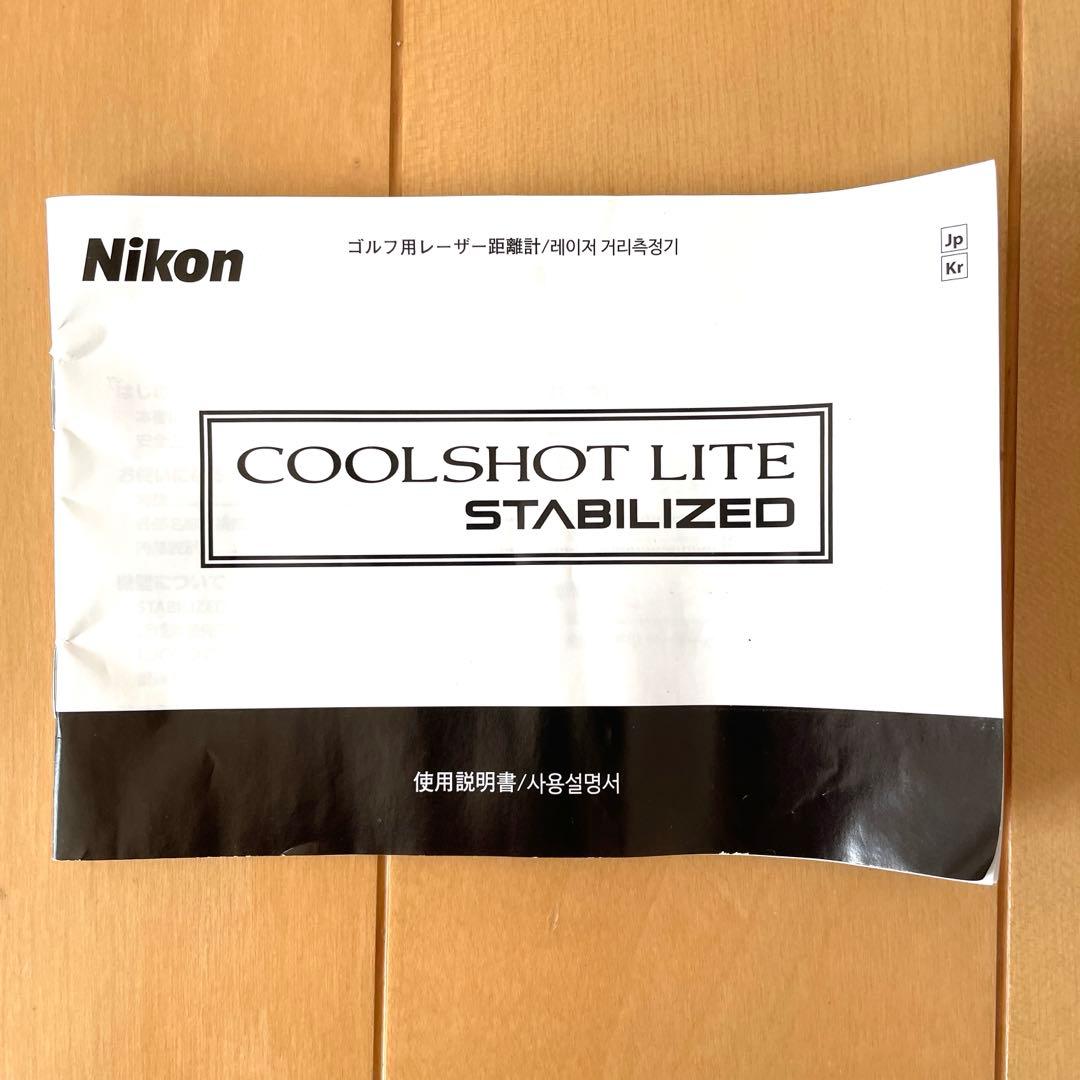 Nikon
ゴルフ用レーザー距離計/레이저 거리측정기
Jp
Kr
COOLSHOT LITE
STABILIZED
使用説明書/사용설명서